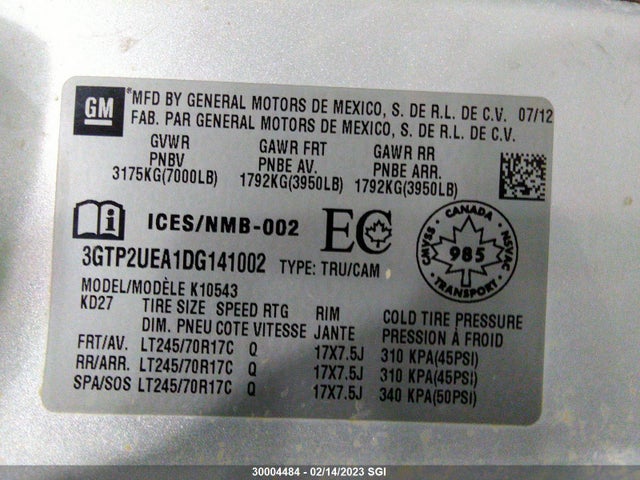 GM ® MFD BY GENERAL MOTORS DE MEXICO, S. DE R.L. DE C.V. 07/12
FAB. PAR GENERAL MOTORS DE MEXICO, S. DE R.L. DE C.V.
GVWR GAWR FRT GAWR RR
PNBV PNBE AV. PNBE ARR.
3175KG(7000LB) 1792KG(3950LB) 1792KG(3950LB)
ICES/NMB-002 EC
CANADA
CMVSS 985 NSVAC
TRANSPORT
3GTP2UEA1DG141002 TYPE: TRU/CAM
MODEL/MODÈLE K10543
KD27 TIRE SIZE SPEED RTG RIM COLD TIRE PRESSURE
DIM. PNEU COTE VITESSE JANTE PRESSION À FROID
FRT/AV. LT245/70R17C Q 17X7.5J 310 KPA(45PSI)
RR/ARR. LT245/70R17C Q 17X7.5J 310 KPA(45PSI)
SPA/SOS LT245/70R17C Q 17X7.5J 340 KPA(50PSI)
30004484 - 02/14/2023 SGI